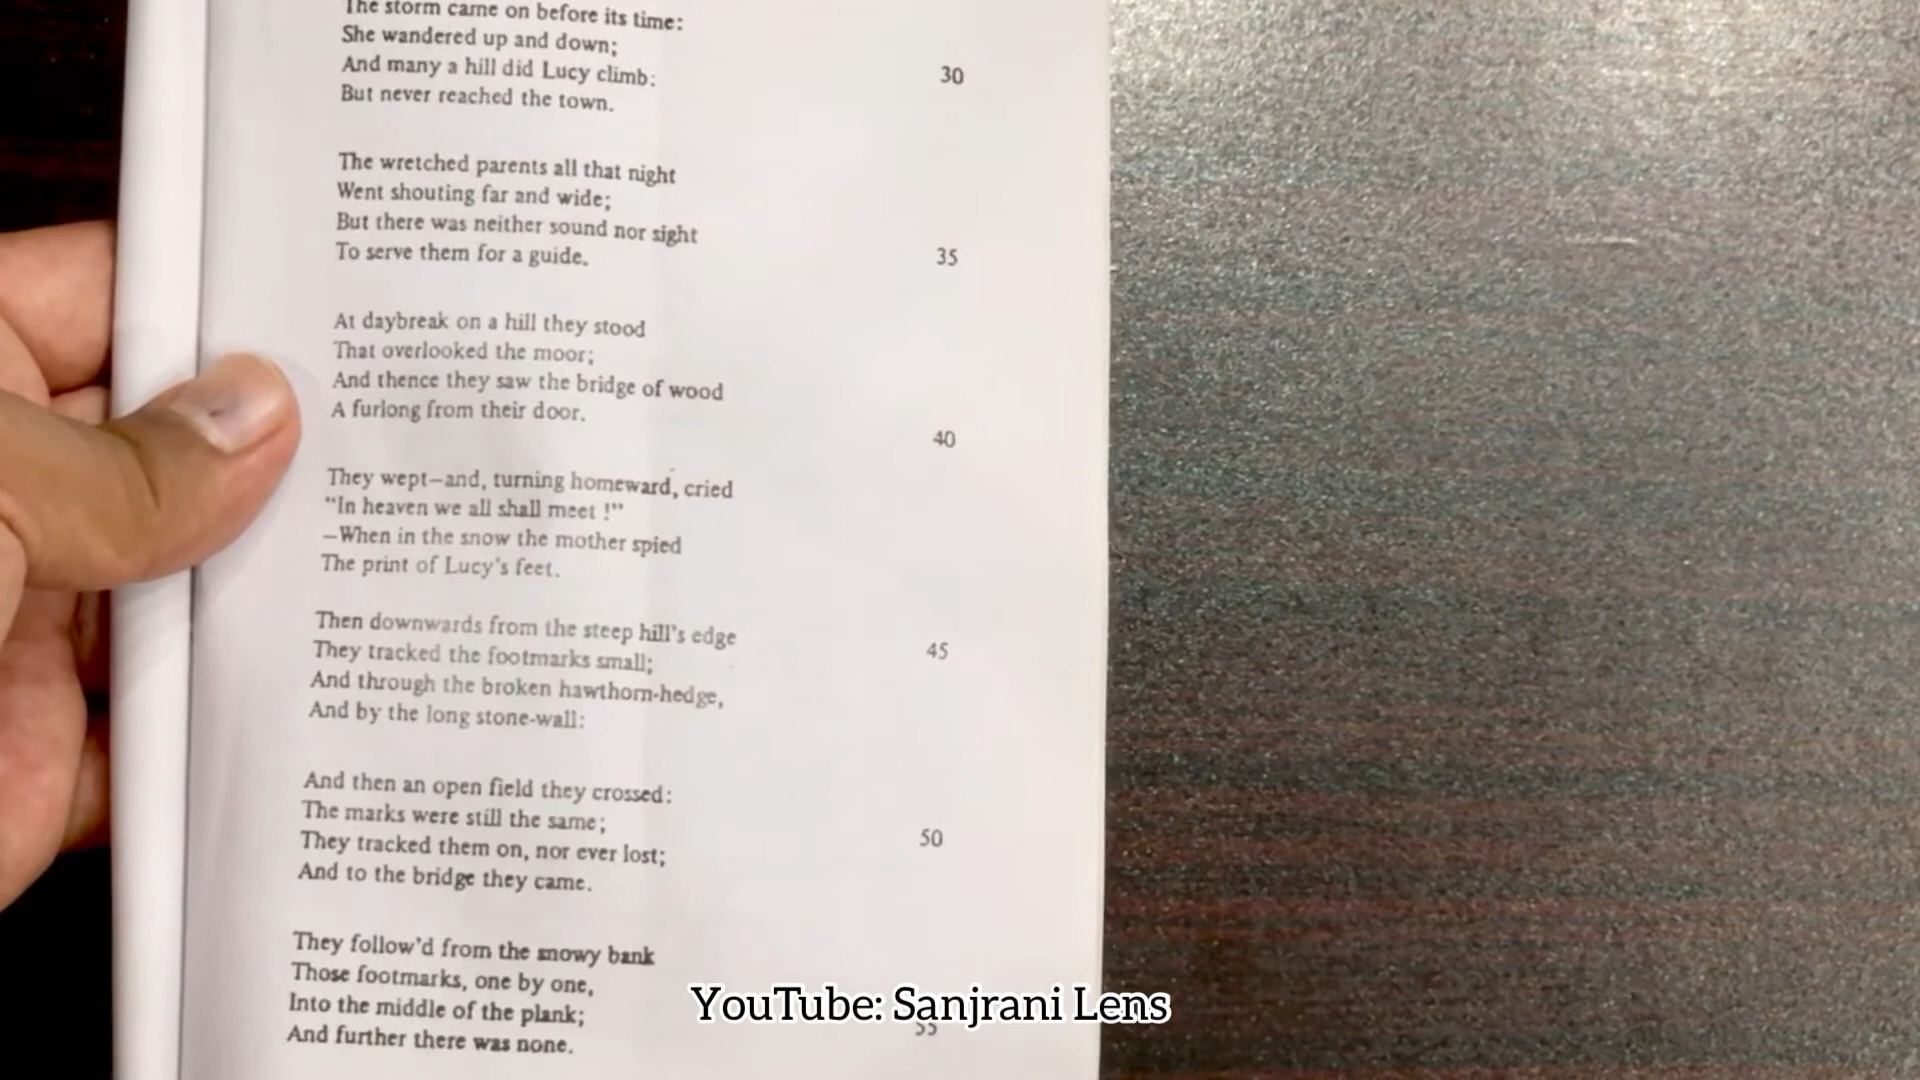 The storm came on before its time:
She wandered up and down;
And many a hill did Lucy climb: 30
But never reached the town.
The wretched parents all that night
Went shouting far and wide;
But there was neither sound nor sight
To serve them for a guide. 35
At daybreak on a hill they stood
That overlooked the moor;
And thence they saw the bridge of wood
A furlong from their door.
40
They wept—and, turning homeward, cried
“In heaven we all shall meet !”
—When in the snow the mother spied
The print of Lucy's feet.
Then downwards from the steep hill's edge
They tracked the footmarks small; 45
And through the broken hawthorn-hedge,
And by the long stone-wall:
And then an open field they crossed:
The marks were still the same;
They tracked them on, nor ever lost; 50
And to the bridge they came.
They follow'd from the snowy bank
Those footmarks, one by one,
Into the middle of the plank;
And further there was none. 55
YouTube: Sanjrani Lens